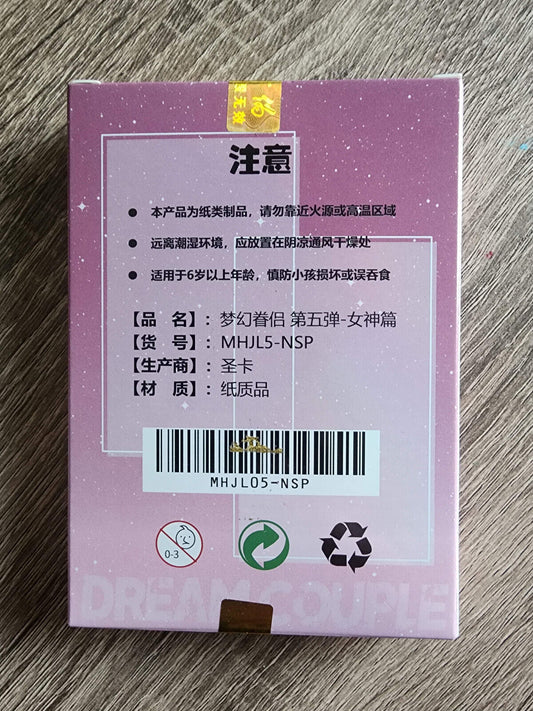 无效
注意
● 本产品为纸类制品，请勿靠近火源或高温区域
● 远离潮湿环境，应放置在阴凉通风干燥处
● 适用于6岁以上年龄，慎防小孩损坏或误吞食
【品 名】：梦幻眷侣 第五弹-女神篇
【货 号】：MHJL5-NSP
【生产商】：圣卡
【材 质】：纸质品
MHJL05-NSP
0-3
DREAM COUPLE